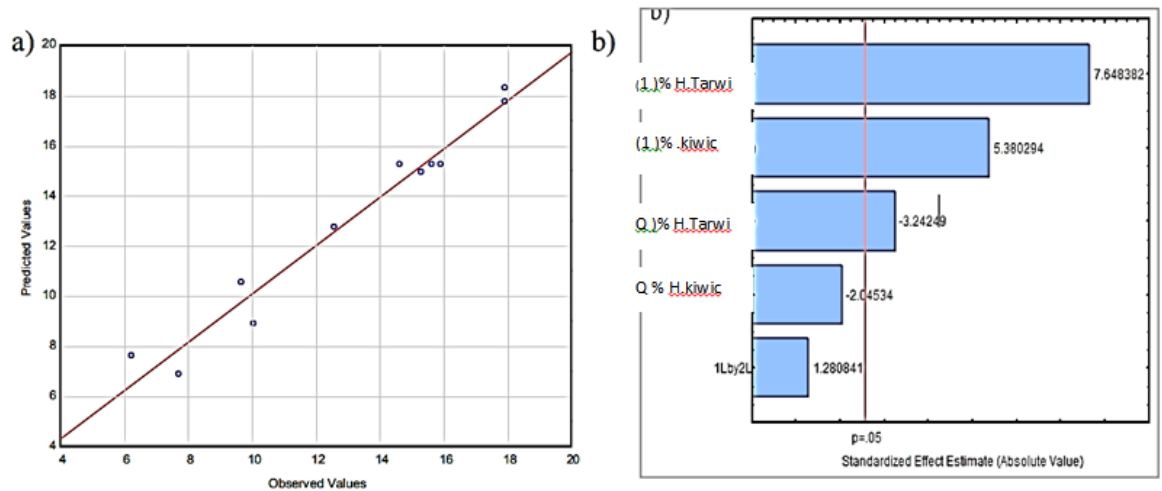 a)
20
18
16
14
12
10
8
6
4
Predicted Values
4 6 8 10 12 14 16 18 20
Observed Values
b)
b)
(1.)% H.Tarwi
7.648382
(1.)% .kiwic
5.380294
Q.)% H.Tarwi
-3.24249
Q % H.kiwic
-2.04534
1Lby2L
1.280841
p=.05
Standardized Effect Estimate (Absolute Value)